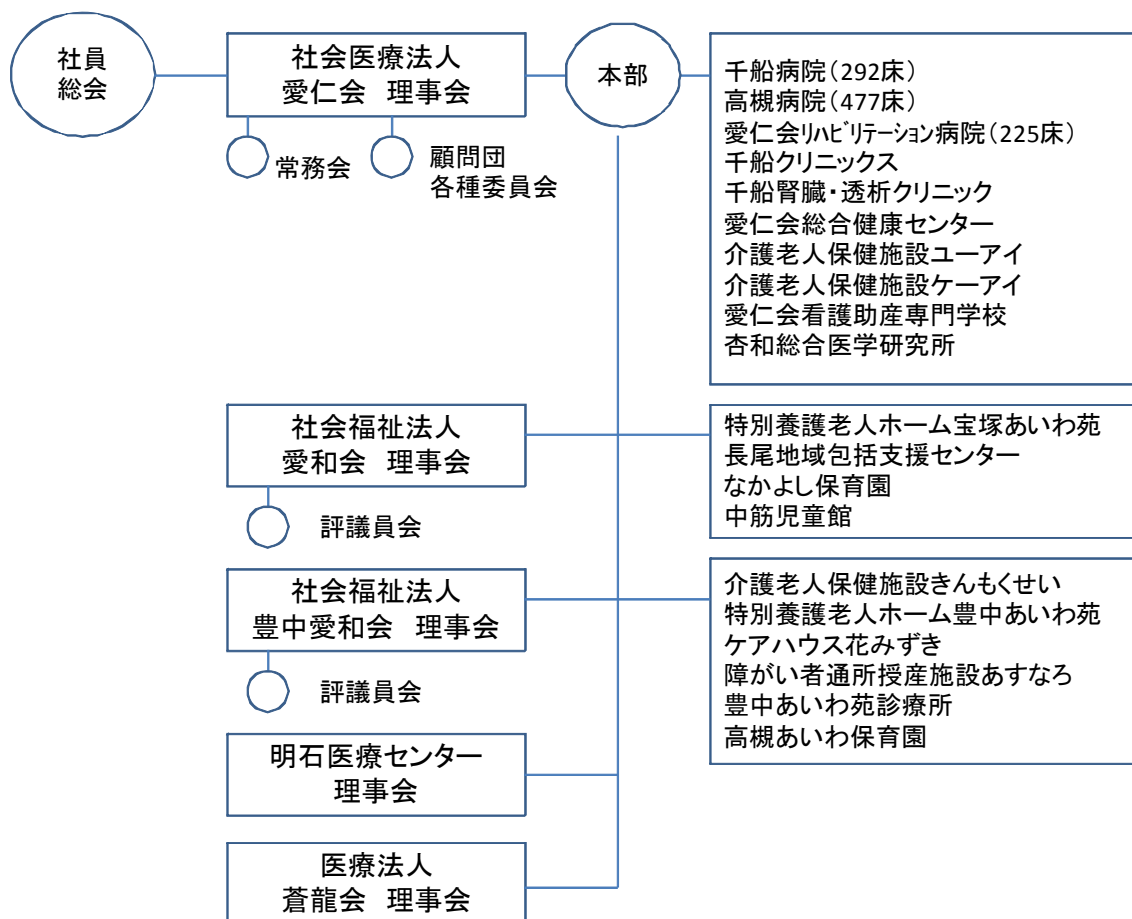 社員
総会
社会医療法人
愛仁会　理事会
本部
常務会
顧問団
各種委員会
千船病院（292床）
高槻病院（477床）
愛仁会ﾘﾊﾋﾞﾘテーション病院（225床）
千船クリニックス
千船腎臓・透析クリニック
愛仁会総合健康センター
介護老人保健施設ユーアイ
介護老人保健施設ケーアイ
愛仁会看護助産専門学校
杏和総合医学研究所
社会福祉法人
愛和会　理事会
評議員会
特別養護老人ホーム宝塚あいわ苑
長尾地域包括支援センター
なかよし保育園
中筋児童館
社会福祉法人
豊中愛和会　理事会
評議員会
介護老人保健施設きんもくせい
特別養護老人ホーム豊中あいわ苑
ケアハウス花みずき
障がい者通所授産施設あすなろ
豊中あいわ苑診療所
高槻あいわ保育園
明石医療センター
理事会
医療法人
蒼龍会　理事会